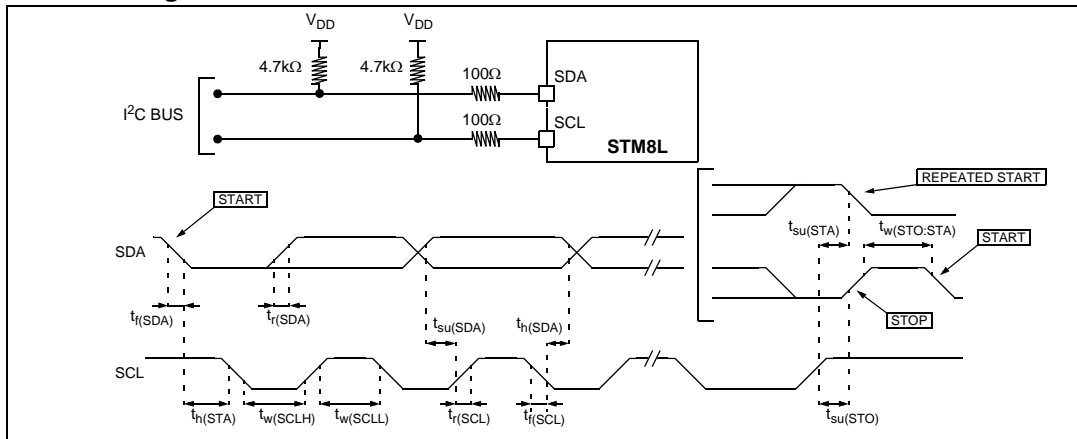 V_DD V_DD
4.7kΩ 4.7kΩ
100Ω
SDA
I²C BUS
100Ω
SCL
STM8L
REPEATED START
START
t_su(STA) t_w(STO:STA)
START
SDA
t_f(SDA) t_r(SDA) t_su(SDA) t_h(SDA)
STOP
SCL
t_h(STA) t_w(SCLH) t_w(SCLL) t_r(SCL) t_f(SCL) t_su(STO)